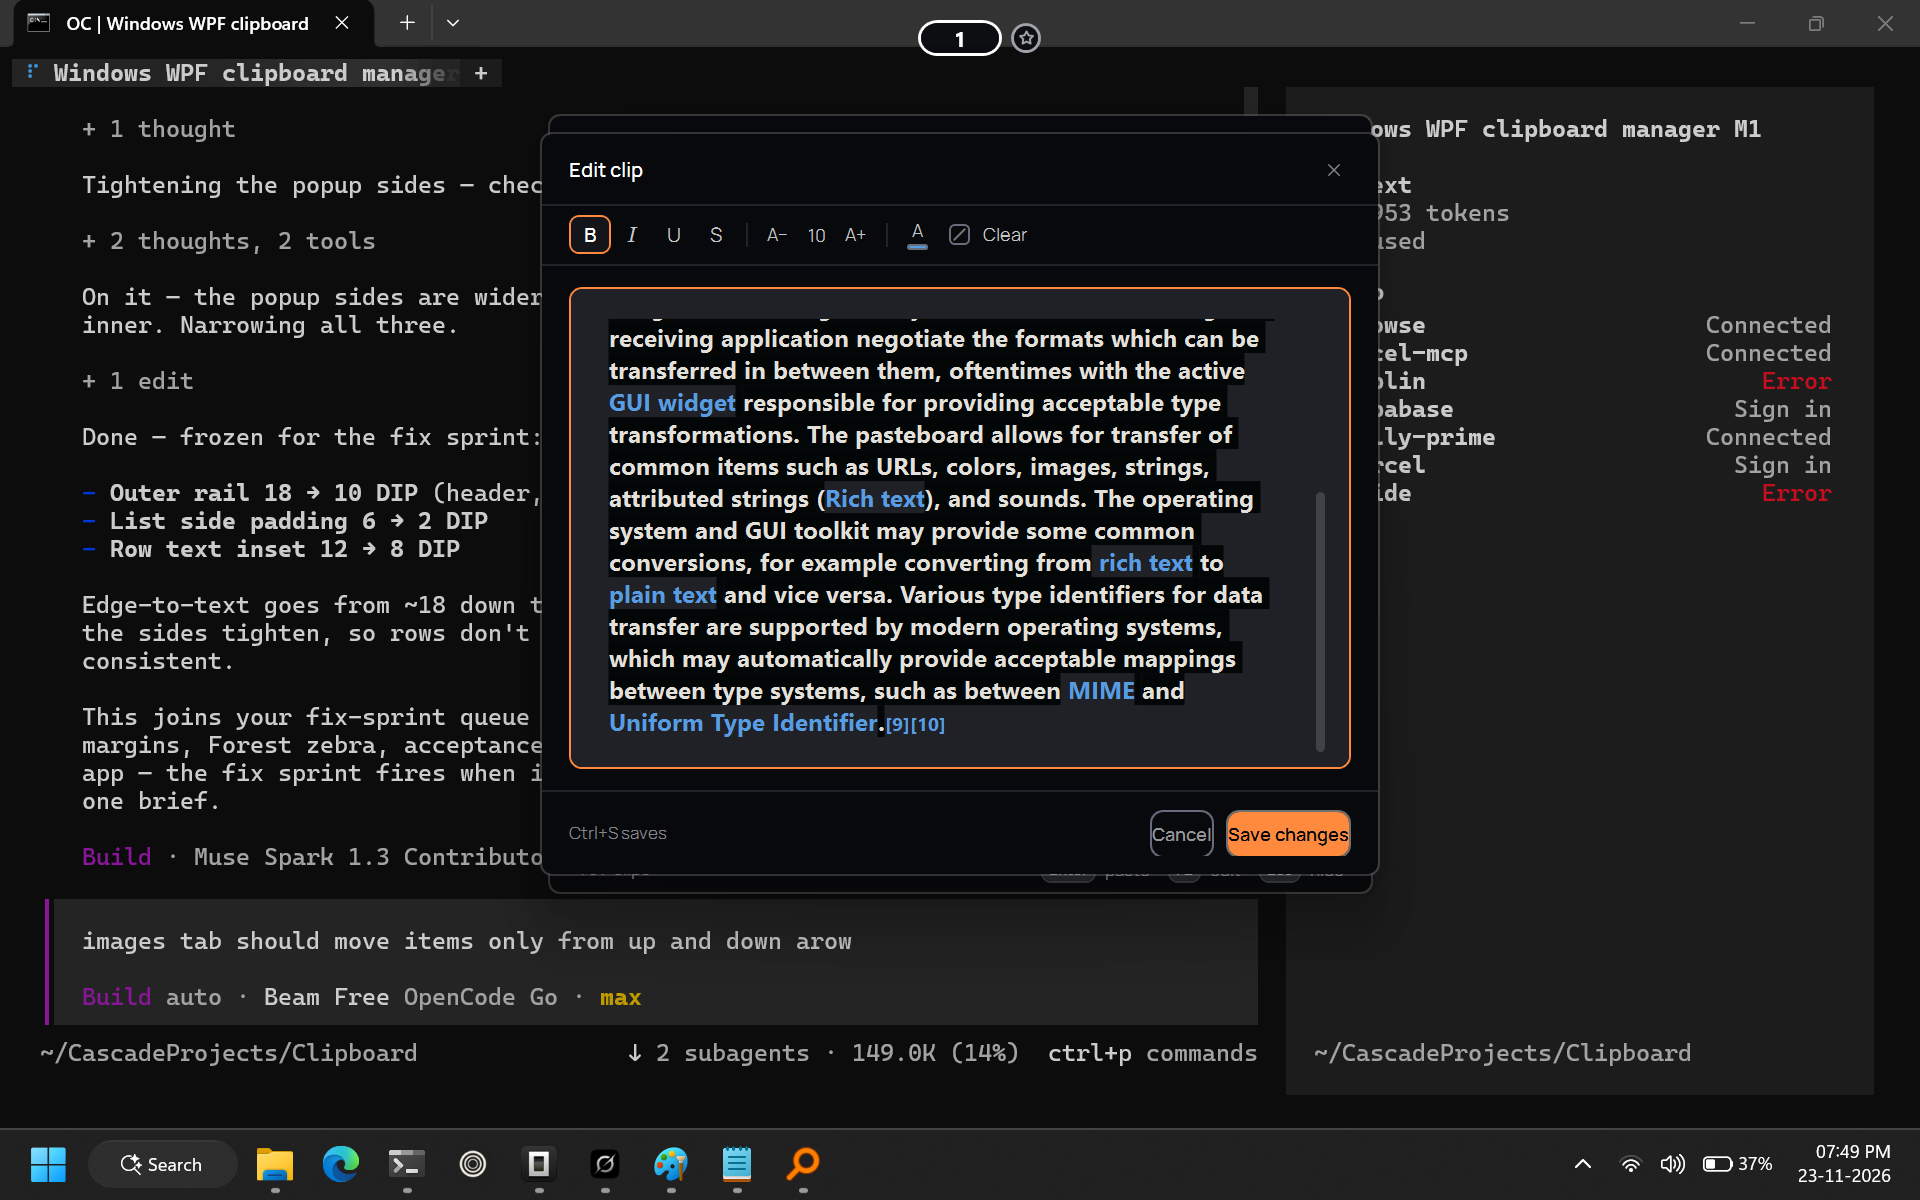 OC | Windows WPF clipboard
1
Windows WPF clipboard manager +
+ 1 thought
Tightening the popup sides — chec
+ 2 thoughts, 2 tools
On it — the popup sides are wider
inner. Narrowing all three.
+ 1 edit
Done — frozen for the fix sprint:
- Outer rail 18 → 10 DIP (header,
- List side padding 6 → 2 DIP
- Row text inset 12 → 8 DIP
Edge-to-text goes from ~18 down t
the sides tighten, so rows don't
consistent.
This joins your fix-sprint queue
margins, Forest zebra, acceptance
app — the fix sprint fires when i
one brief.
Build · Muse Spark 1.3 Contributo
images tab should move items only from up and down arow
Build auto · Beam Free OpenCode Go · max
~/CascadeProjects/Clipboard
↓ 2 subagents · 149.0K (14%) ctrl+p commands
Edit clip
B I U S A- 10 A+ A Clear
receiving application negotiate the formats which can be
transferred in between them, oftentimes with the active
GUI widget responsible for providing acceptable type
transformations. The pasteboard allows for transfer of
common items such as URLs, colors, images, strings,
attributed strings (Rich text), and sounds. The operating
system and GUI toolkit may provide some common
conversions, for example converting from rich text to
plain text and vice versa. Various type identifiers for data
transfer are supported by modern operating systems,
which may automatically provide acceptable mappings
between type systems, such as between MIME and
Uniform Type Identifier.[9][10]
Ctrl+S saves
Cancel
Save changes
ows WPF clipboard manager M1
ext
953 tokens
used
owse Connected
cel-mcp Connected
olin Error
pabase Sign in
lly-prime Connected
rcel Sign in
ide Error
~/CascadeProjects/Clipboard
Search
37%
07:49 PM
23-11-2026